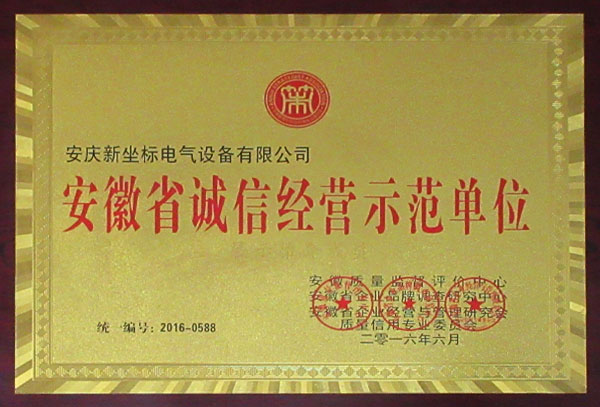 安庆新坐标电气设备有限公司
安徽省诚信经营示范单位
安徽质量监督评价中心
安徽省企业品牌调查研究中心
安徽省企业经营与管理研究会
质量信用专业委员会
统一编号：2016-0588
二零一六年六月